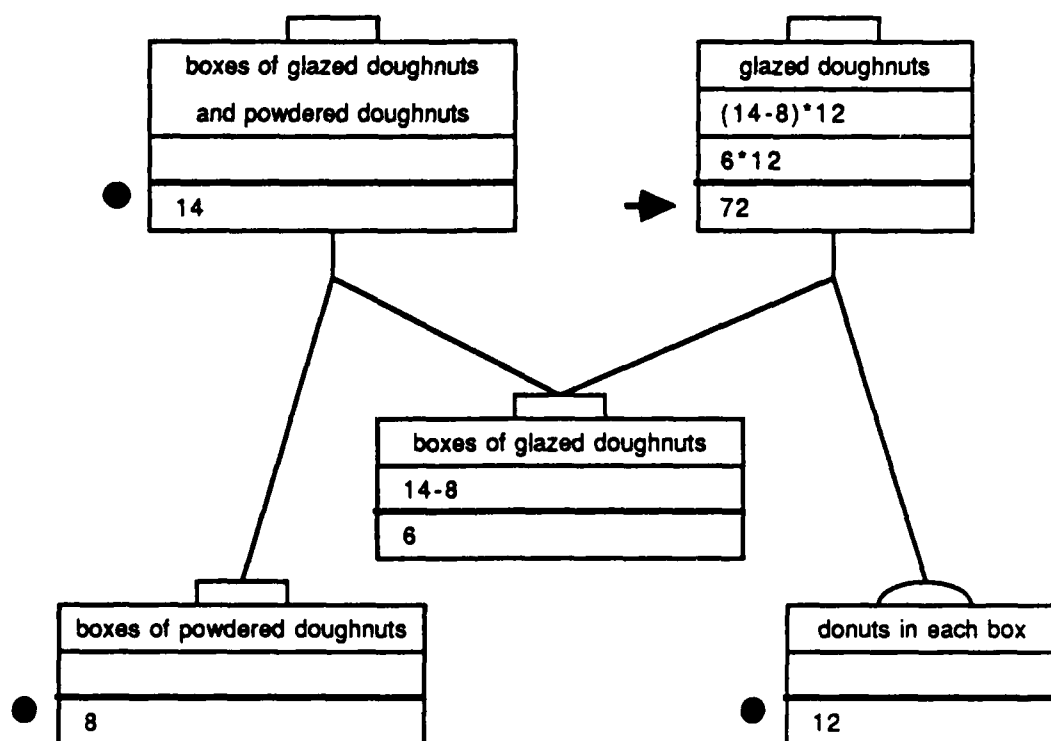 boxes of glazed doughnuts
and powdered doughnuts
14
glazed doughnuts
(14-8)*12
6*12
72
boxes of glazed doughnuts
14-8
6
boxes of powdered doughnuts
8
donuts in each box
12